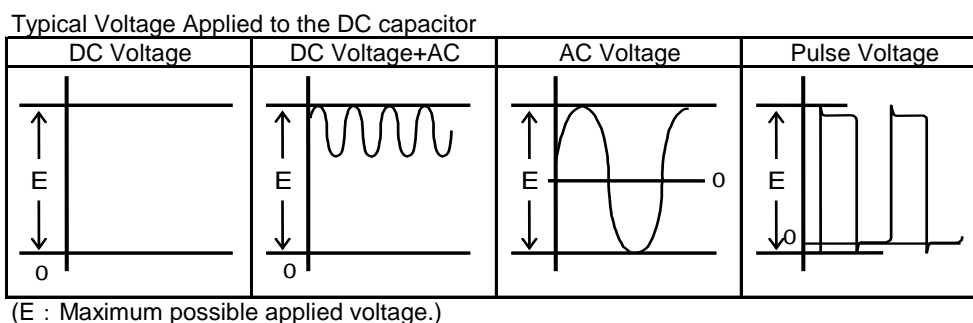 Typical Voltage Applied to the DC capacitor
DC Voltage DC Voltage+AC AC Voltage Pulse Voltage
E E E 0 E
0 0 0
(E：Maximum possible applied voltage.)